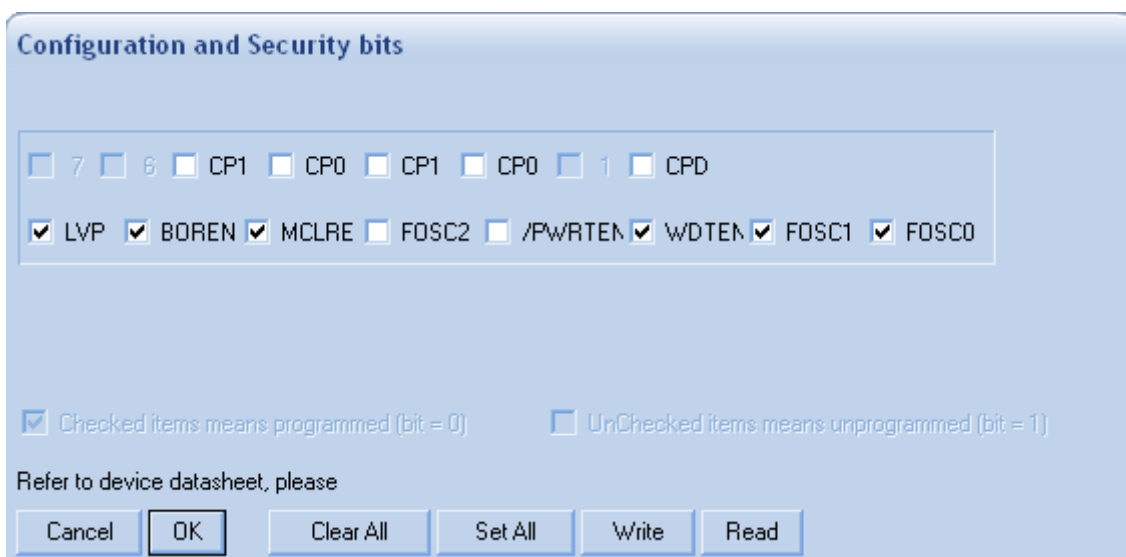 Configuration and Security bits
7 6 CP1 CP0 CP1 CP0 1 CPD
LVP BOREN MCLRE FOSC2 /PWRTEN WDTEN FOSC1 FOSC0
Checked items means programmed (bit = 0) UnChecked items means unprogrammed (bit = 1)
Refer to device datasheet, please
Cancel OK Clear All Set All Write Read